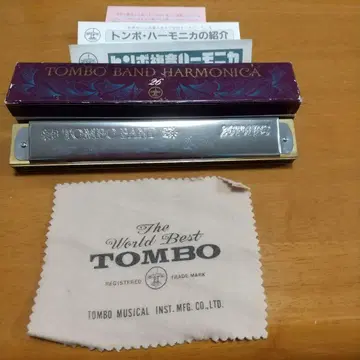 トンボ・ハーモニカの紹介
トンボ複音ハーモニカ
TOMBO BAND HARMONICA
26
TOMBO BAND
The
World Best
TOMBO
REGISTERED TRADE MARK
TOMBO MUSICAL INST. MFG. CO., LTD.